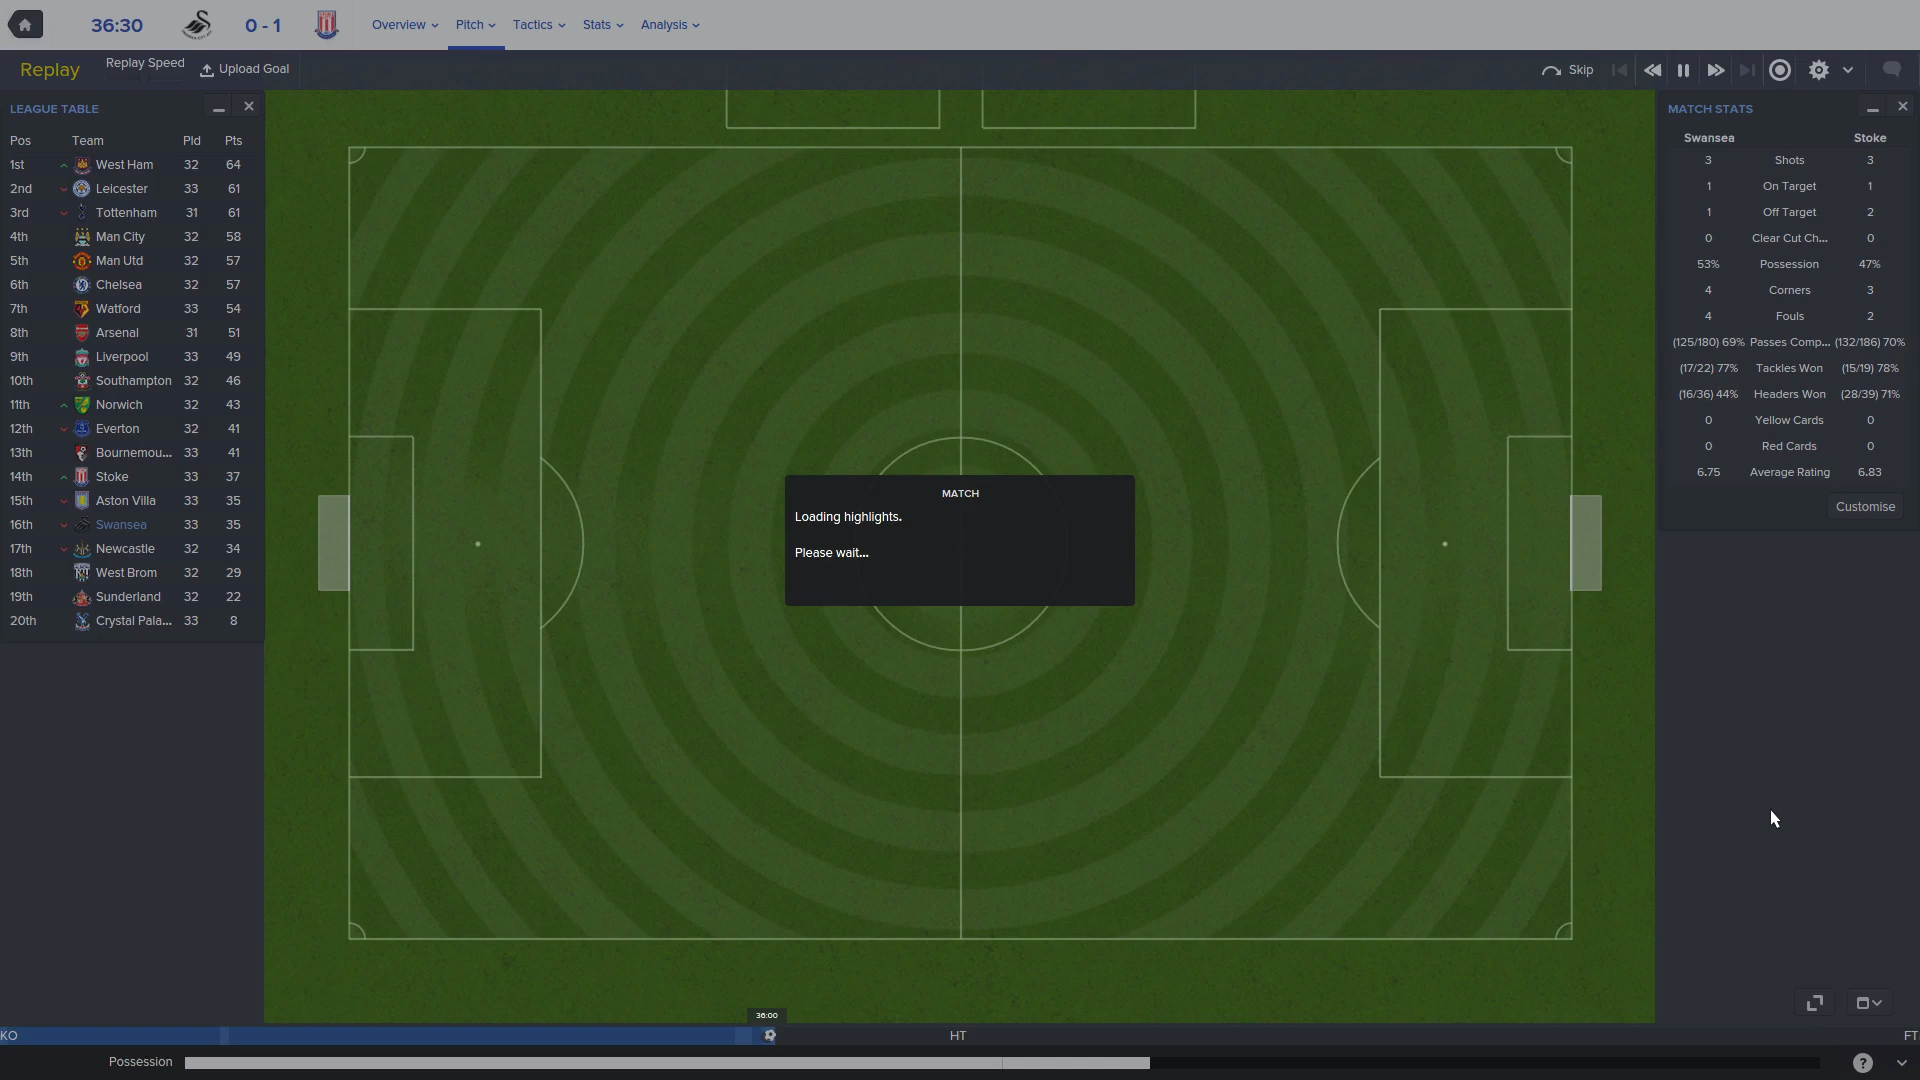 36:30 0 - 1 Overview Pitch Tactics Stats Analysis
Replay Replay Speed Upload Goal Skip
LEAGUE TABLE
Pos Team Pld Pts
1st West Ham 32 64
2nd Leicester 33 61
3rd Tottenham 31 61
4th Man City 32 58
5th Man Utd 32 57
6th Chelsea 32 57
7th Watford 33 54
8th Arsenal 31 51
9th Liverpool 33 49
10th Southampton 32 46
11th Norwich 32 43
12th Everton 32 41
13th Bournemou... 33 41
14th Stoke 33 37
15th Aston Villa 33 35
16th Swansea 33 35
17th Newcastle 32 34
18th West Brom 32 29
19th Sunderland 32 22
20th Crystal Pala... 33 8
MATCH
Loading highlights.
Please wait...
MATCH STATS
Swansea Stoke
3 Shots 3
1 On Target 1
1 Off Target 2
0 Clear Cut Ch... 0
53% Possession 47%
4 Corners 3
4 Fouls 2
(125/180) 69% Passes Comp... (132/186) 70%
(17/22) 77% Tackles Won (15/19) 78%
(16/36) 44% Headers Won (28/39) 71%
0 Yellow Cards 0
0 Red Cards 0
6.75 Average Rating 6.83
Customise
36:00
KO HT FT
Possession ?